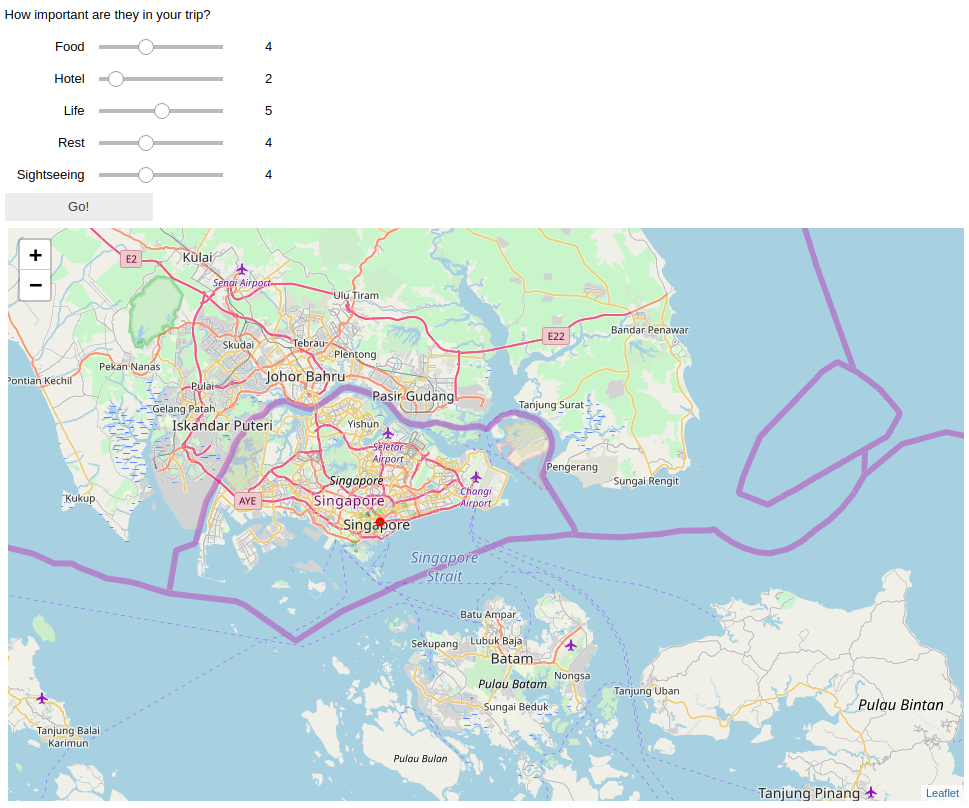 How important are they in your trip?
Food 4
Hotel 2
Life 5
Rest 4
Sightseeing 4
Go!
+
−
E2
Kulai
Senai Airport
Ulu Tiram
E22
Bandar Penawar
Skudai
Tebrau
Plentong
Pekan Nanas
Pontian Kechil
Johor Bahru
Pulai
Pasir Gudang
Gelang Patah
Tanjung Surat
Iskandar Puteri
Yishun
Seletar
Airport
Pengerang
Sungai Rengit
Singapore
Changi
Airport
Kukup
AYE
Singapore
Singapore
Singapore
Strait
Batu Ampar
Sekupang
Lubuk Baja
Batam
Nongsa
Pulau Batam
Tanjung Uban
Sungai Beduk
Pulau Bintan
Tanjung Balai
Karimun
Pulau Bulan
Tanjung Pinang
Leaflet